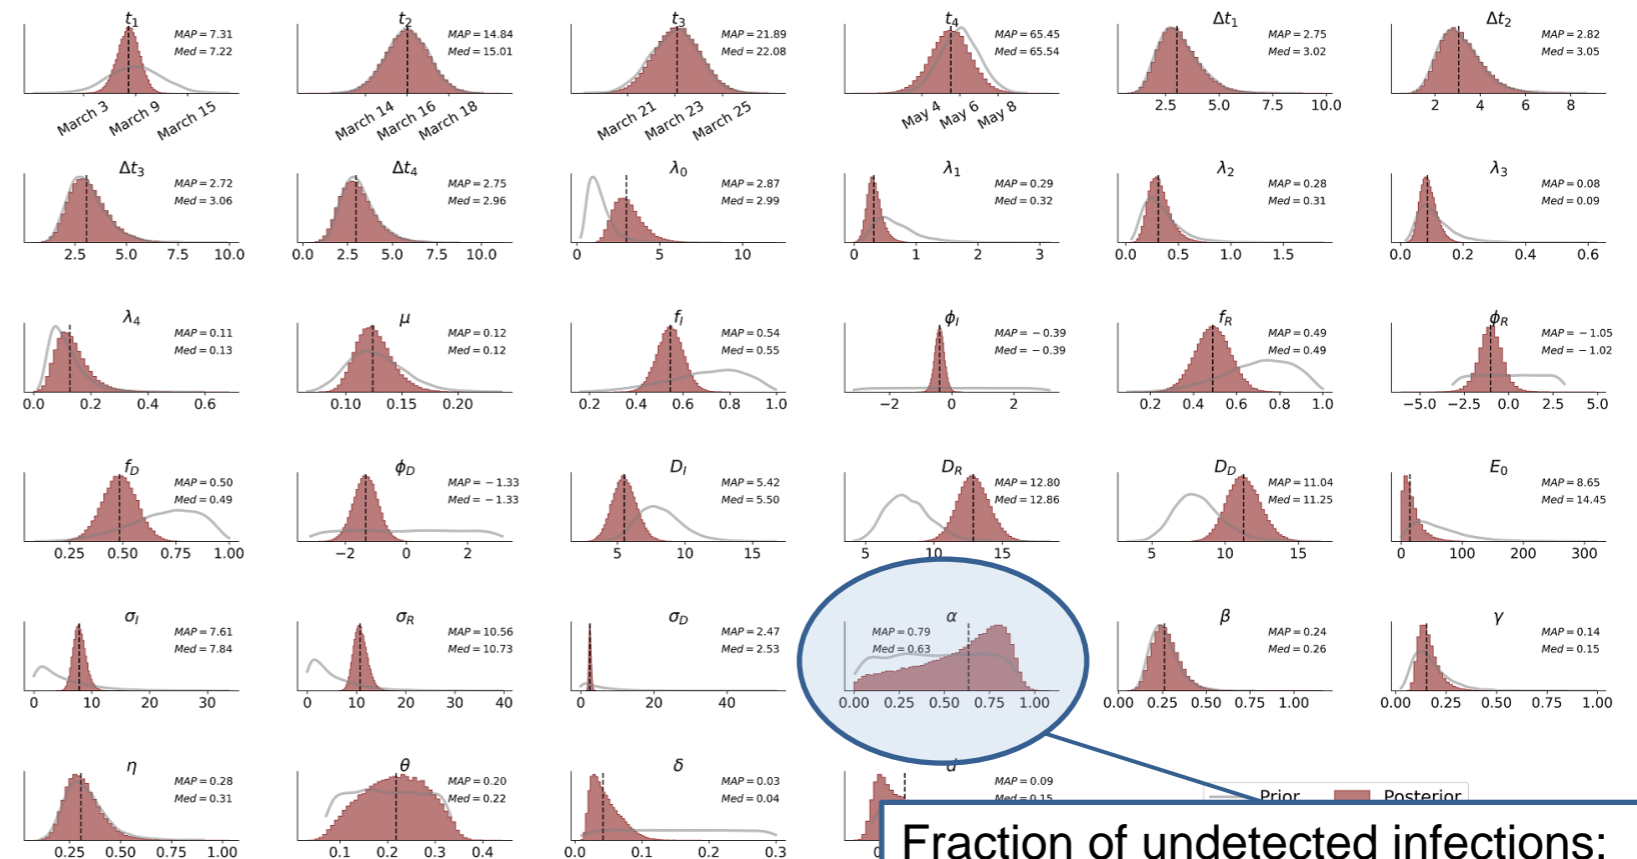 t₁
MAP = 7.31
Med = 7.22
March 3 March 9 March 15
t₂
MAP = 14.84
Med = 15.01
March 14 March 16 March 18
t₃
MAP = 21.89
Med = 22.08
March 21 March 23 March 25
t₄
MAP = 65.45
Med = 65.54
May 4 May 6 May 8
Δt₁
MAP = 2.75
Med = 3.02
2.5 5.0 7.5 10.0
Δt₂
MAP = 2.82
Med = 3.05
2 4 6 8
Δt₃
MAP = 2.72
Med = 3.06
2.5 5.0 7.5 10.0
Δt₄
MAP = 2.75
Med = 2.96
0.0 2.5 5.0 7.5 10.0
λ₀
MAP = 2.87
Med = 2.99
0 5 10
λ₁
MAP = 0.29
Med = 0.32
0 1 2 3
λ₂
MAP = 0.28
Med = 0.31
0.0 0.5 1.0 1.5
λ₃
MAP = 0.08
Med = 0.09
0.0 0.2 0.4 0.6
λ₄
MAP = 0.11
Med = 0.13
0.0 0.2 0.4 0.6
μ
MAP = 0.12
Med = 0.12
0.10 0.15 0.20
f_I
MAP = 0.54
Med = 0.55
0.2 0.4 0.6 0.8 1.0
ϕ_I
MAP = −0.39
Med = −0.39
−2 0 2
f_R
MAP = 0.49
Med = 0.49
0.2 0.4 0.6 0.8 1.0
ϕ_R
MAP = −1.05
Med = −1.02
−5.0 −2.5 0.0 2.5 5.0
f_D
MAP = 0.50
Med = 0.49
0.25 0.50 0.75 1.00
ϕ_D
MAP = −1.33
Med = −1.33
−2 0 2
D_I
MAP = 5.42
Med = 5.50
5 10 15
D_R
MAP = 12.80
Med = 12.86
5 10 15
D_D
MAP = 11.04
Med = 11.25
5 10 15
E₀
MAP = 8.65
Med = 14.45
0 100 200 300
σ_I
MAP = 7.61
Med = 7.84
0 10 20 30
σ_R
MAP = 10.56
Med = 10.73
0 10 20 30 40
σ_D
MAP = 2.47
Med = 2.53
0 20 40
α
MAP = 0.79
Med = 0.63
0.00 0.25 0.50 0.75 1.00
β
MAP = 0.24
Med = 0.26
0.00 0.25 0.50 0.75 1.00
γ
MAP = 0.14
Med = 0.15
0.00 0.25 0.50 0.75 1.00
η
MAP = 0.28
Med = 0.31
0.25 0.50 0.75 1.00
θ
MAP = 0.20
Med = 0.22
0.1 0.2 0.3 0.4
δ
MAP = 0.03
Med = 0.04
0.0 0.1 0.2 0.3
d
MAP = 0.09
Med = 0.15
Prior Posterior
Fraction of undetected infections: